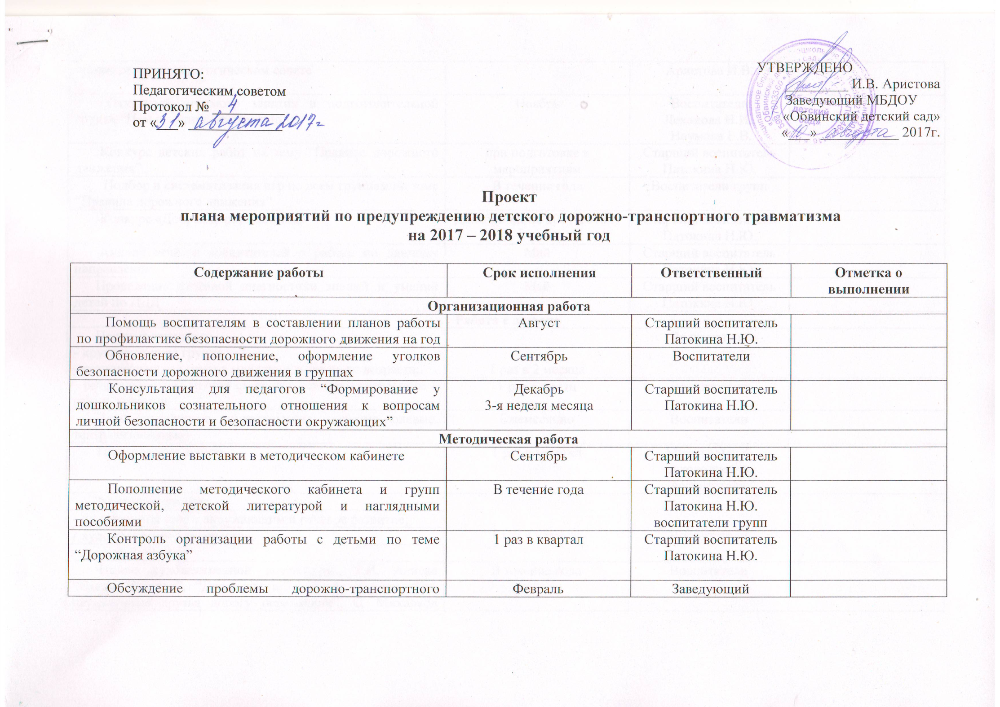 ПРИНЯТО:
Педагогическим советом
Протокол № 4
от «31» августа 2017г
УТВЕРЖДЕНО
И.В. Аристова
Заведующий МБДОУ
«Обвинский детский сад»
«10» августа 2017г.
Проект
плана мероприятий по предупреждению детского дорожно-транспортного травматизма
на 2017 – 2018 учебный год
Содержание работы
Срок исполнения
Ответственный
Отметка о
выполнении
Организационная работа
Помощь воспитателям в составлении планов работы
по профилактике безопасности дорожного движения на год
Август
Старший воспитатель
Патокина Н.Ю.
Обновление, пополнение, оформление уголков
безопасности дорожного движения в группах
Сентябрь
Воспитатели
Консультация для педагогов “Формирование у
дошкольников сознательного отношения к вопросам
личной безопасности и безопасности окружающих”
Декабрь
3-я неделя месяца
Старший воспитатель
Патокина Н.Ю.
Методическая работа
Оформление выставки в методическом кабинете
Сентябрь
Старший воспитатель
Патокина Н.Ю.
Пополнение методического кабинета и групп
методической, детской литературой и наглядными
пособиями
В течение года
Старший воспитатель
Патокина Н.Ю.
воспитатели групп
Контроль организации работы с детьми по теме
“Дорожная азбука”
1 раз в квартал
Старший воспитатель
Патокина Н.Ю.
Обсуждение проблемы дорожно-транспортного
Февраль
Заведующий